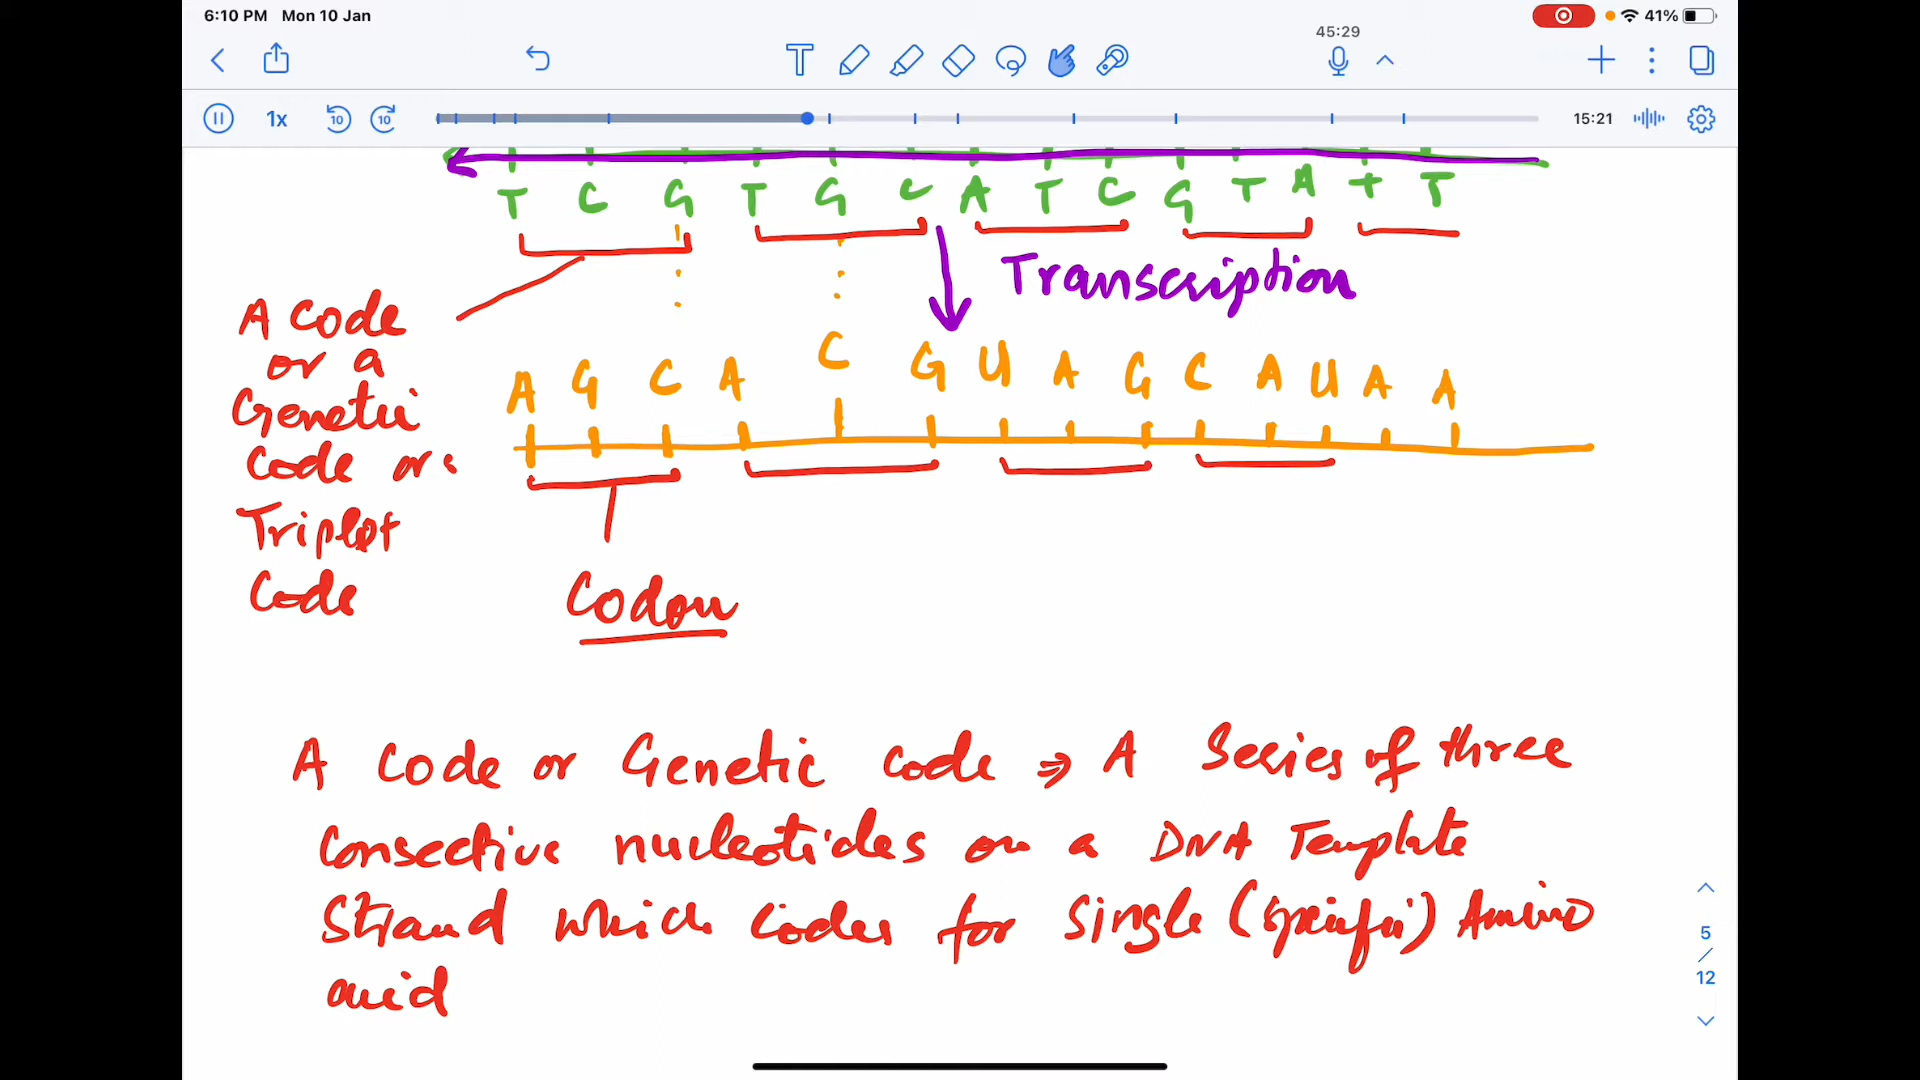 6:10 PM Mon 10 Jan
41%
45:29
T
1x
10
10
15:21
T C G T G C A T C G T A T T
Transcription
A Code
or a
Genetic
Code or a
Triplet
Code
A G C A C G U A G C A U A A
Codon
A Code or Genetic code ⇒ A Series of three
Consective nucleotides on a DNA Template
Strand which codes for Single (specific) Amino
acid
5
/
12